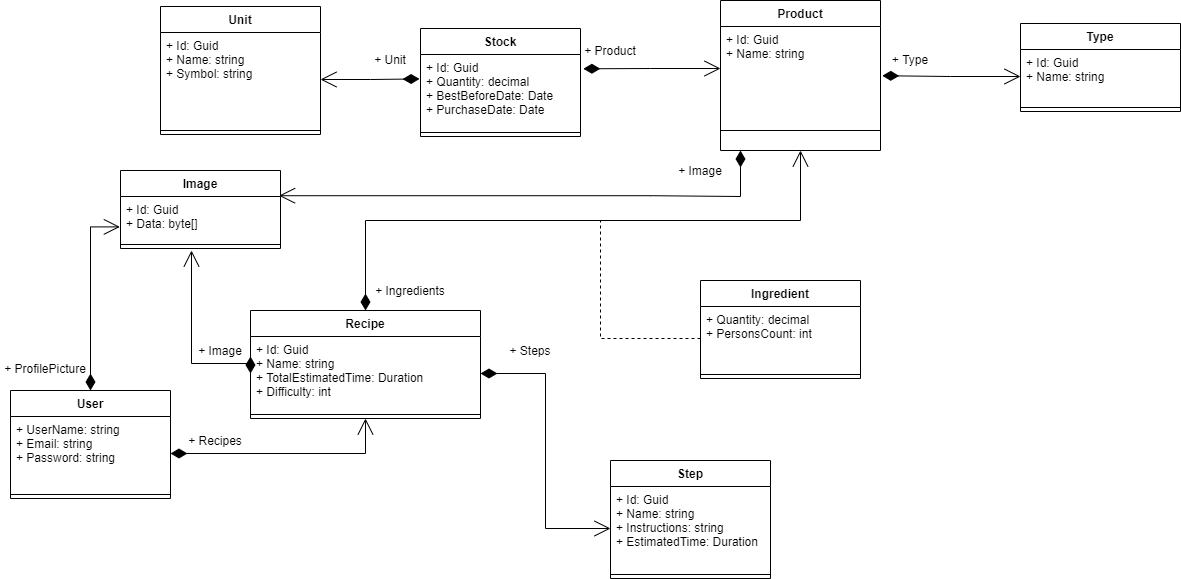 Unit
+ Id: Guid
+ Name: string
+ Symbol: string
+ Unit
Stock
+ Id: Guid
+ Quantity: decimal
+ BestBeforeDate: Date
+ PurchaseDate: Date
+ Product
Product
+ Id: Guid
+ Name: string
+ Type
Type
+ Id: Guid
+ Name: string
+ Image
Image
+ Id: Guid
+ Data: byte[]
+ Ingredients
Ingredient
+ Quantity: decimal
+ PersonsCount: int
+ Image
Recipe
+ Id: Guid
+ Name: string
+ TotalEstimatedTime: Duration
+ Difficulty: int
+ Steps
+ ProfilePicture
User
+ UserName: string
+ Email: string
+ Password: string
+ Recipes
Step
+ Id: Guid
+ Name: string
+ Instructions: string
+ EstimatedTime: Duration